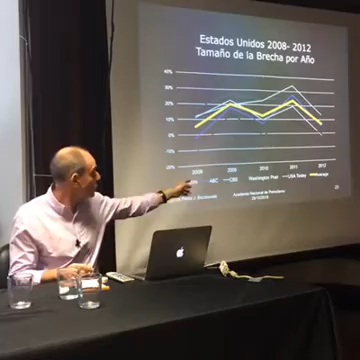 Estados Unidos 2008- 2012
Tamaño de la Brecha por Año
40%
30%
20%
10%
0%
-10%
-20%
2008 2009 2010 2011 2012
ABC CBS Washington Post USA Today Average
Academia Nacional de Periodismo